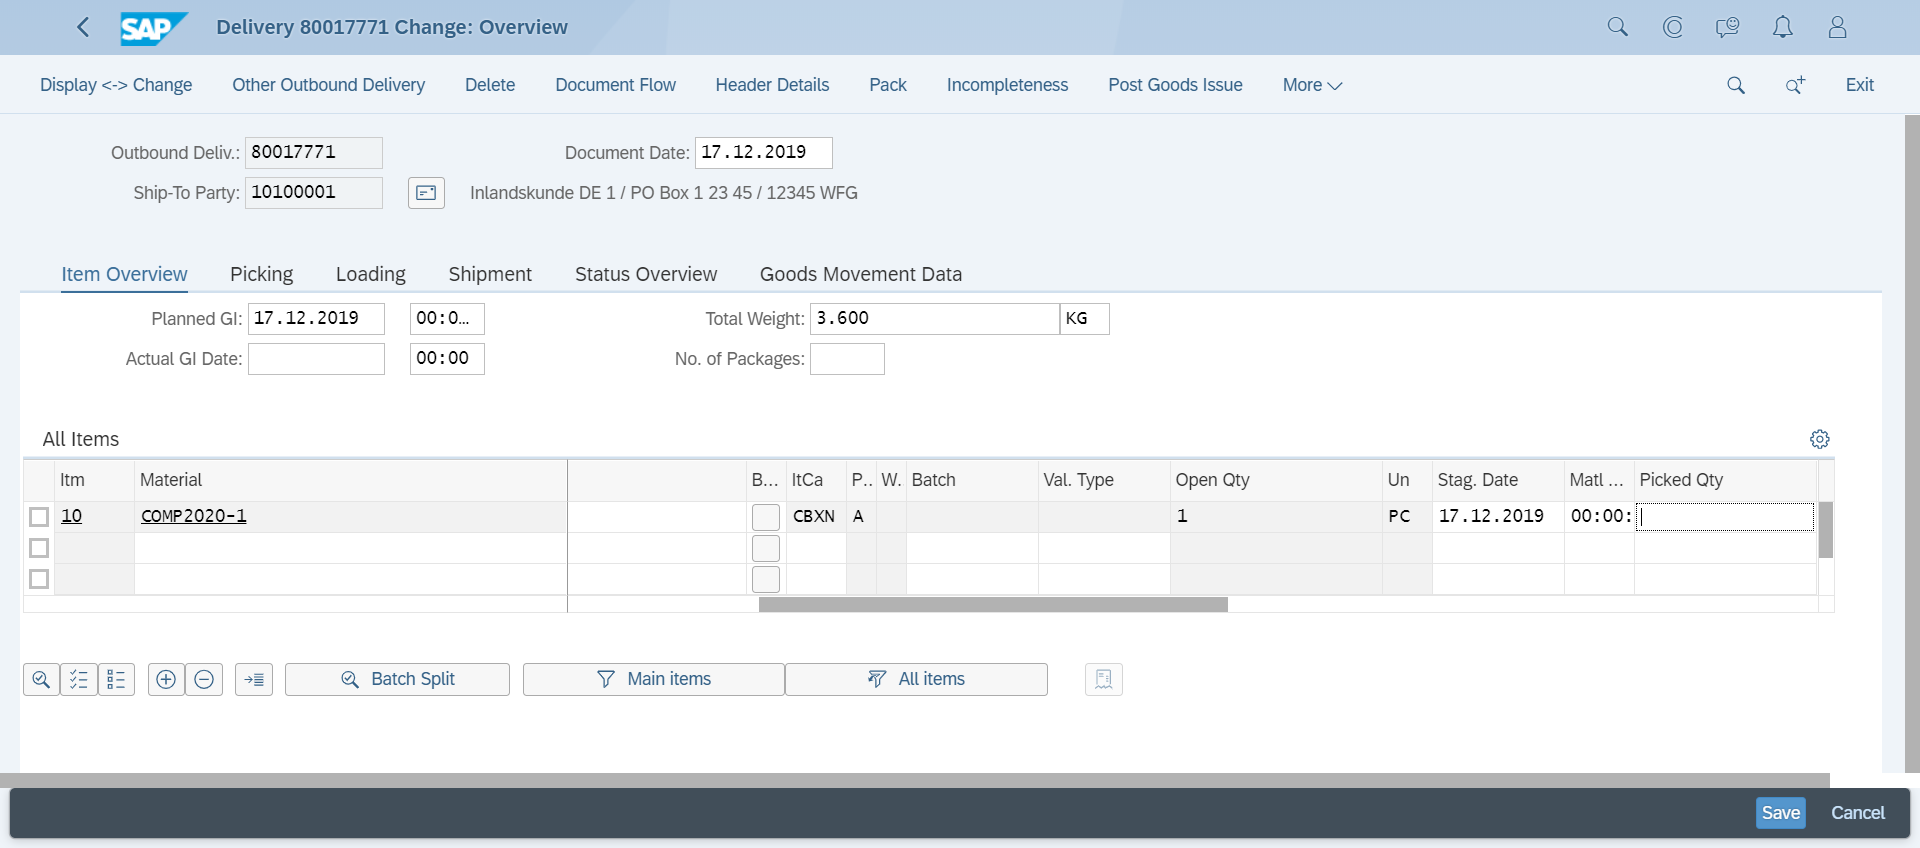 SAP Delivery 80017771 Change: Overview
Display <-> Change Other Outbound Delivery Delete Document Flow Header Details Pack Incompleteness Post Goods Issue More Exit
Outbound Deliv.: 80017771 Document Date: 17.12.2019
Ship-To Party: 10100001 Inlandskunde DE 1 / PO Box 1 23 45 / 12345 WFG
Item Overview Picking Loading Shipment Status Overview Goods Movement Data
Planned GI: 17.12.2019 00:0... Total Weight: 3.600 KG
Actual GI Date: 00:00 No. of Packages:
All Items
Itm Material B... ItCa P.. W. Batch Val. Type Open Qty Un Stag. Date Matl ... Picked Qty
10 COMP2020-1 CBXN A 1 PC 17.12.2019 00:00:
Batch Split Main items All items
Save Cancel